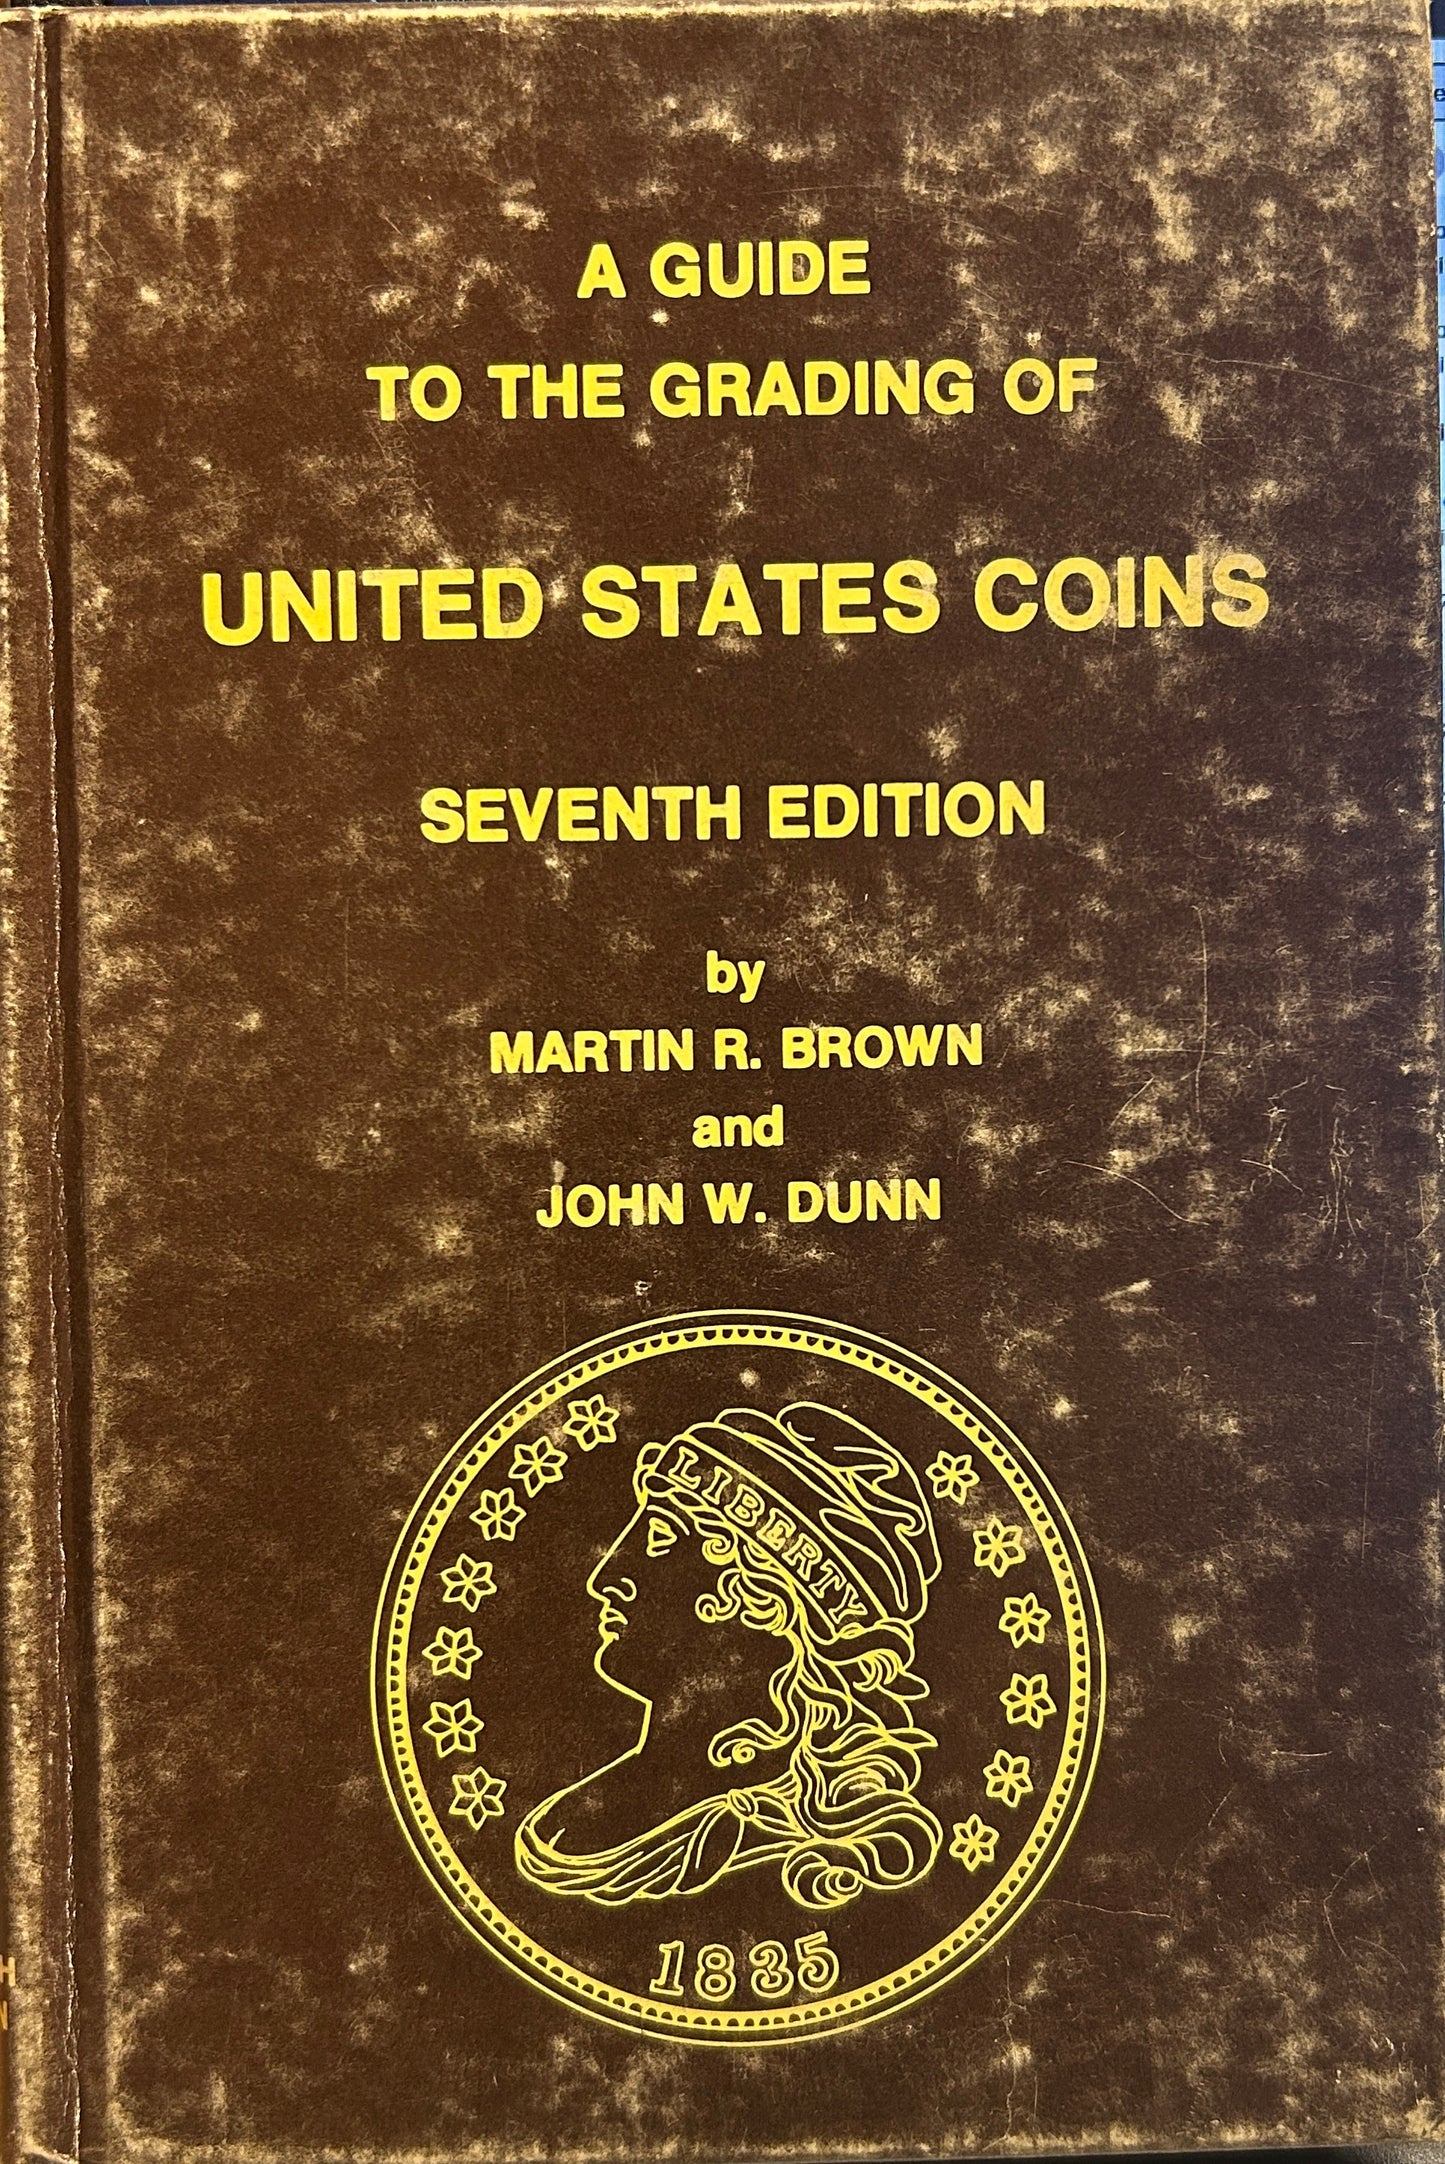 A GUIDE
TO THE GRADING OF
UNITED STATES COINS
SEVENTH EDITION
by
MARTIN R. BROWN
and
JOHN W. DUNN
LIBERTY
1835
H
N